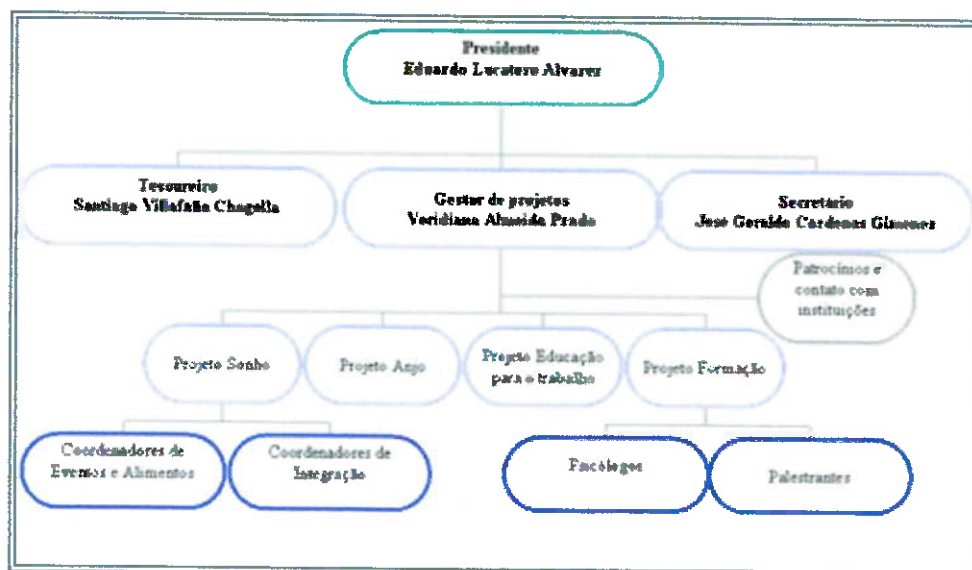 Presidente
Eduardo Lucatero Alvarez
Tesoureiro
Santiago Villafaña Chagolla
Gestor de projetos
Veridiana Almeida Prado
Secretário
José Geraldo Cardenas Gimenez
Patrocínios e
contato com
instituições
Projeto Sonho
Projeto Anjo
Projeto Educação
para o trabalho
Projeto Formação
Coordenadores de
Eventos e Alimentos
Coordenadores de
Integração
Psicólogos
Palestrantes